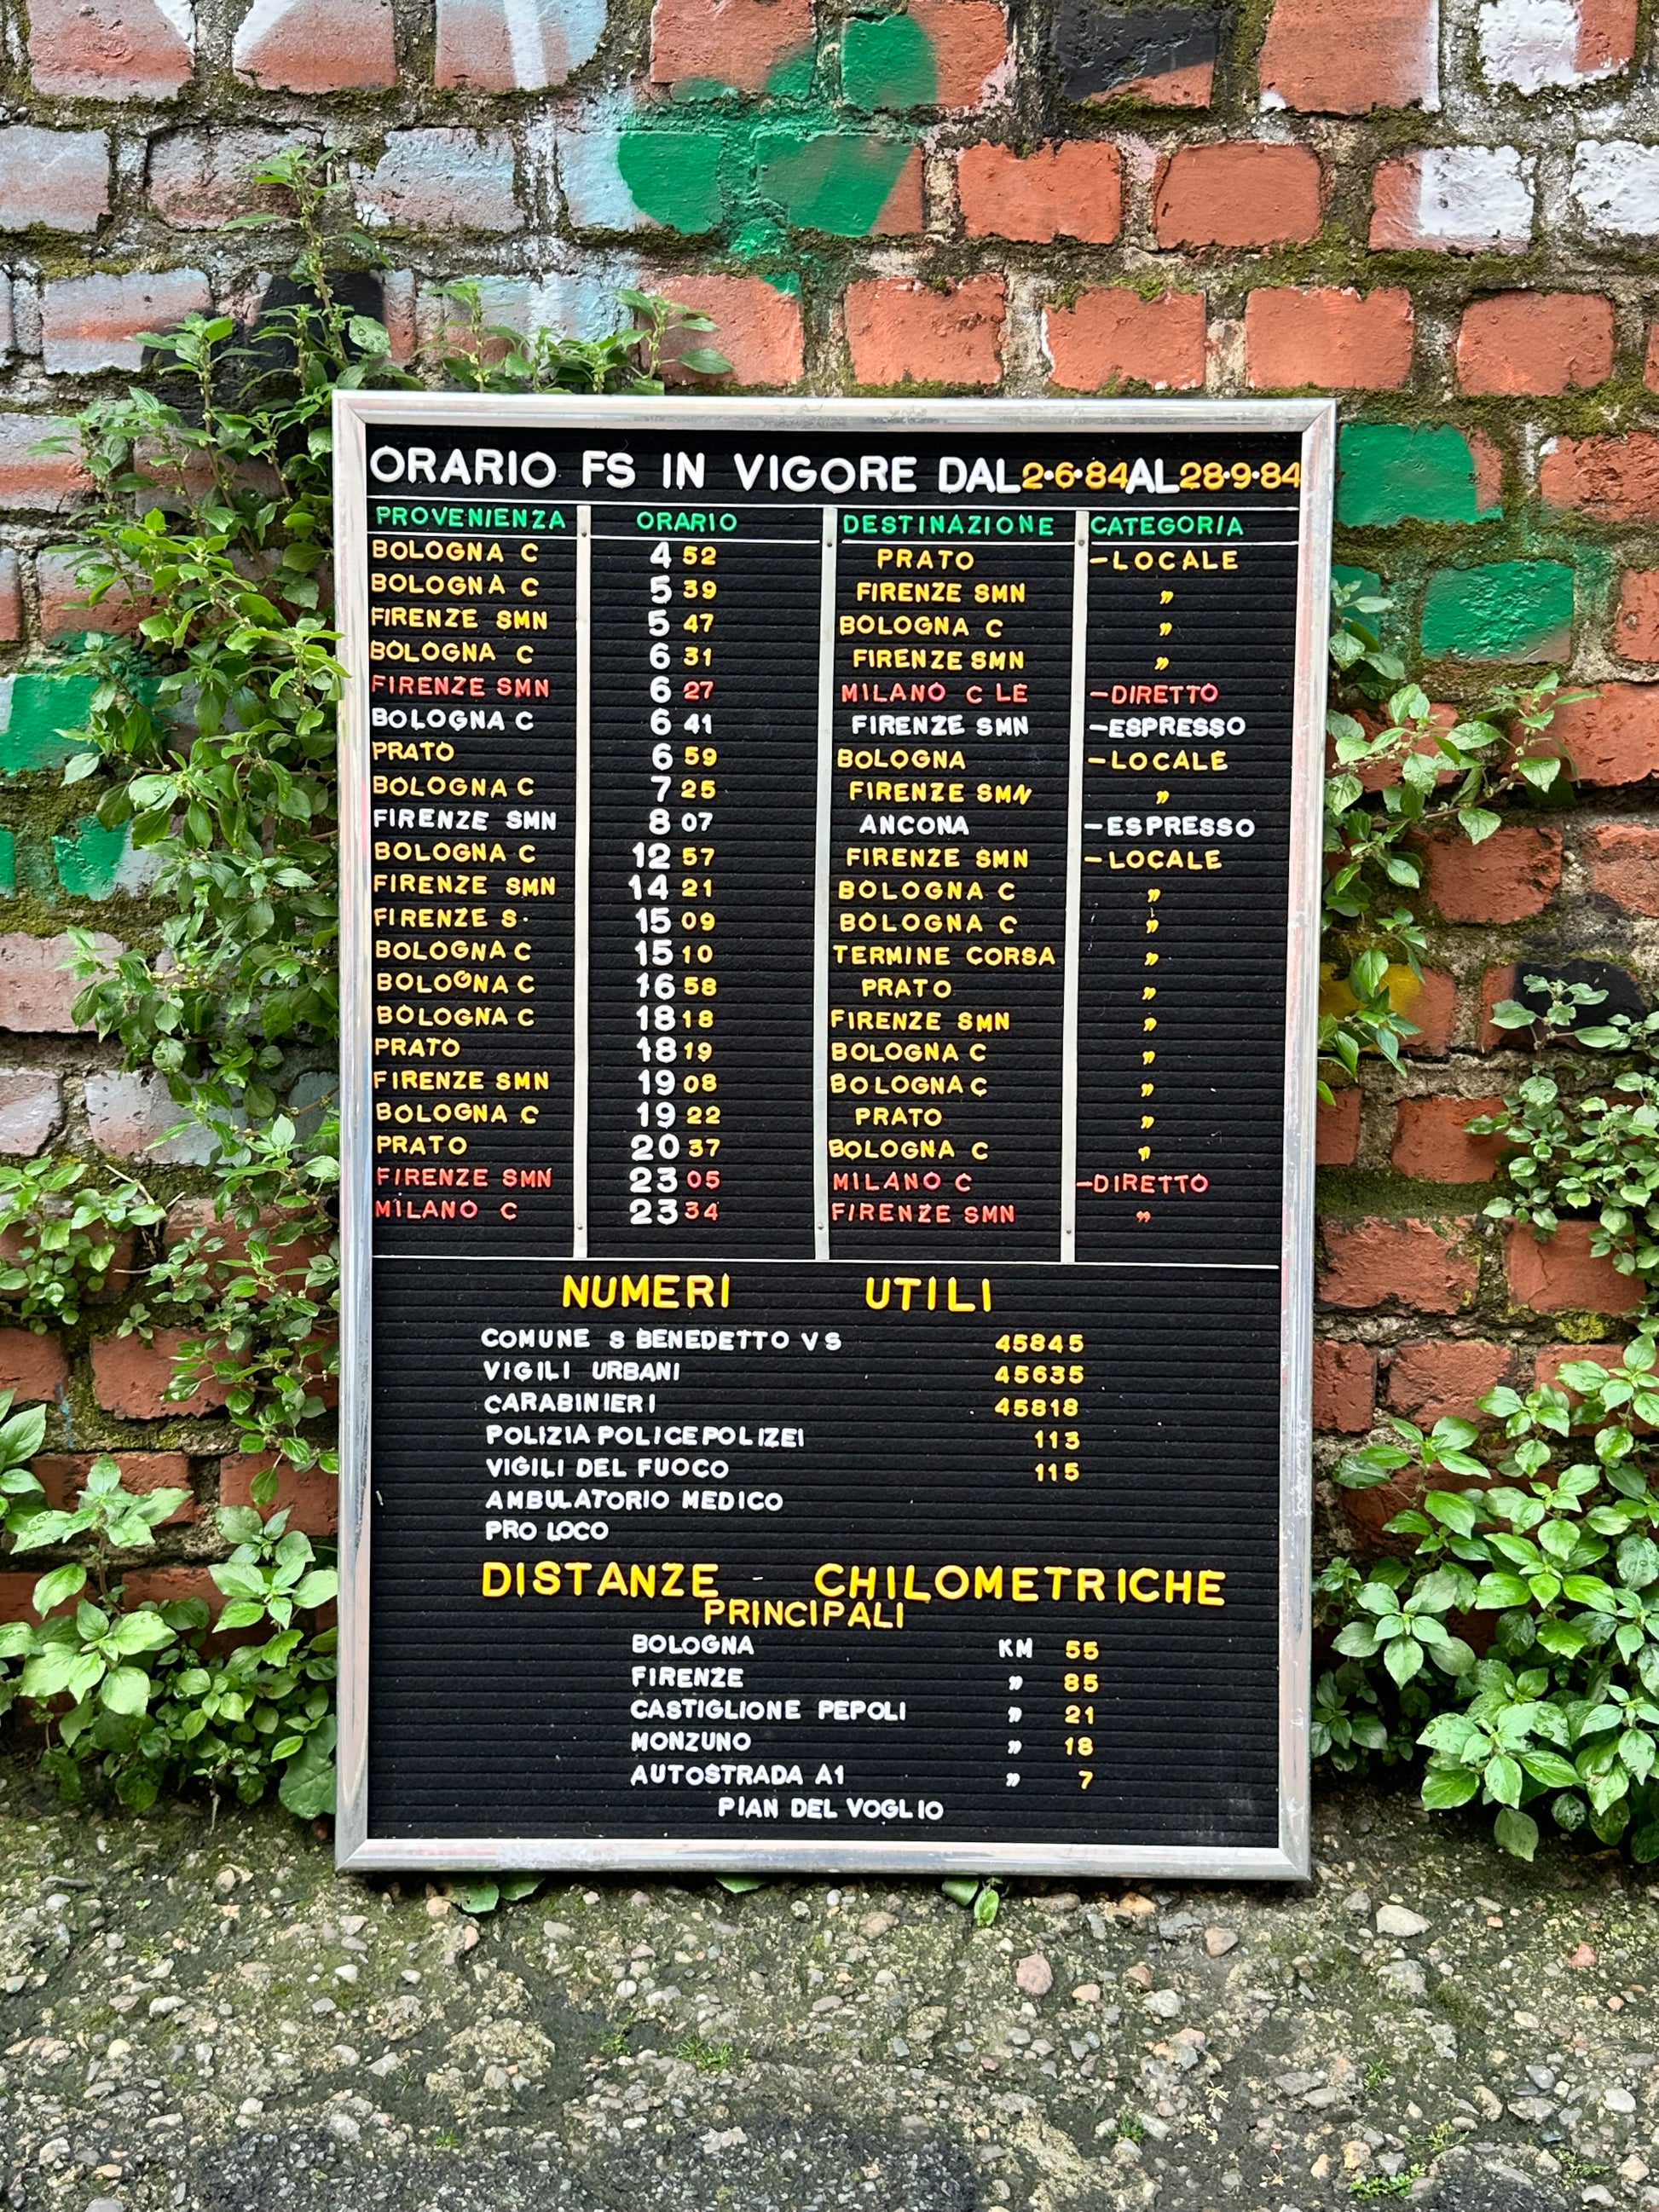 ORARIO FS IN VIGORE DAL 2·6·84 AL 28·9·84
PROVENIENZA ORARIO DESTINAZIONE CATEGORIA
BOLOGNA C 4 52 PRATO -LOCALE
BOLOGNA C 5 39 FIRENZE SMN "
FIRENZE SMN 5 47 BOLOGNA C "
BOLOGNA C 6 31 FIRENZE SMN "
FIRENZE SMN 6 27 MILANO C LE -DIRETTO
BOLOGNA C 6 41 FIRENZE SMN -ESPRESSO
PRATO 6 59 BOLOGNA -LOCALE
BOLOGNA C 7 25 FIRENZE SMN "
FIRENZE SMN 8 07 ANCONA -ESPRESSO
BOLOGNA C 12 57 FIRENZE SMN -LOCALE
FIRENZE SMN 14 21 BOLOGNA C "
FIRENZE S· 15 09 BOLOGNA C "
BOLOGNA C 15 10 TERMINE CORSA "
BOLOGNA C 16 58 PRATO "
BOLOGNA C 18 18 FIRENZE SMN "
PRATO 18 19 BOLOGNA C "
FIRENZE SMN 19 08 BOLOGNA C "
BOLOGNA C 19 22 PRATO "
PRATO 20 37 BOLOGNA C "
FIRENZE SMN 23 05 MILANO C -DIRETTO
MILANO C 23 34 FIRENZE SMN "
NUMERI UTILI
COMUNE S BENEDETTO V S 45845
VIGILI URBANI 45635
CARABINIERI 45818
POLIZIA POLICE POLIZEI 113
VIGILI DEL FUOCO 115
AMBULATORIO MEDICO
PRO LOCO
DISTANZE - CHILOMETRICHE
PRINCIPALI
BOLOGNA KM 55
FIRENZE " 85
CASTIGLIONE PEPOLI " 21
MONZUNO " 18
AUTOSTRADA A1 " 7
PIAN DEL VOGLIO